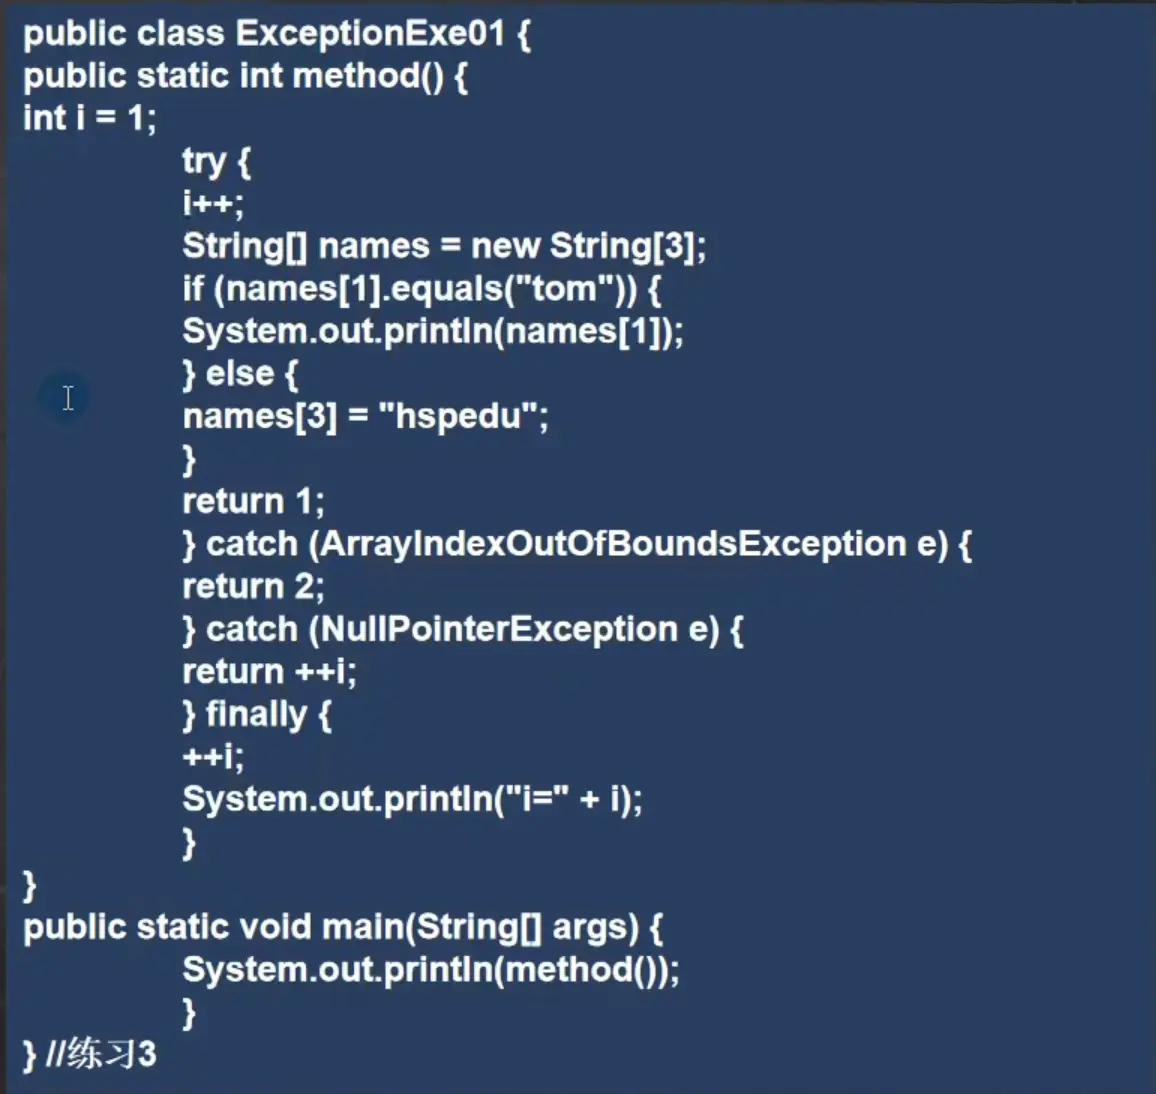 public class ExceptionExe01 {
public static int method() {
int i = 1;
try {
i++;
String[] names = new String[3];
if (names[1].equals("tom")) {
System.out.println(names[1]);
} else {
names[3] = "hspedu";
}
return 1;
} catch (ArrayIndexOutOfBoundsException e) {
return 2;
} catch (NullPointerException e) {
return ++i;
} finally {
++i;
System.out.println("i=" + i);
}
}
public static void main(String[] args) {
System.out.println(method());
}
} //练习3